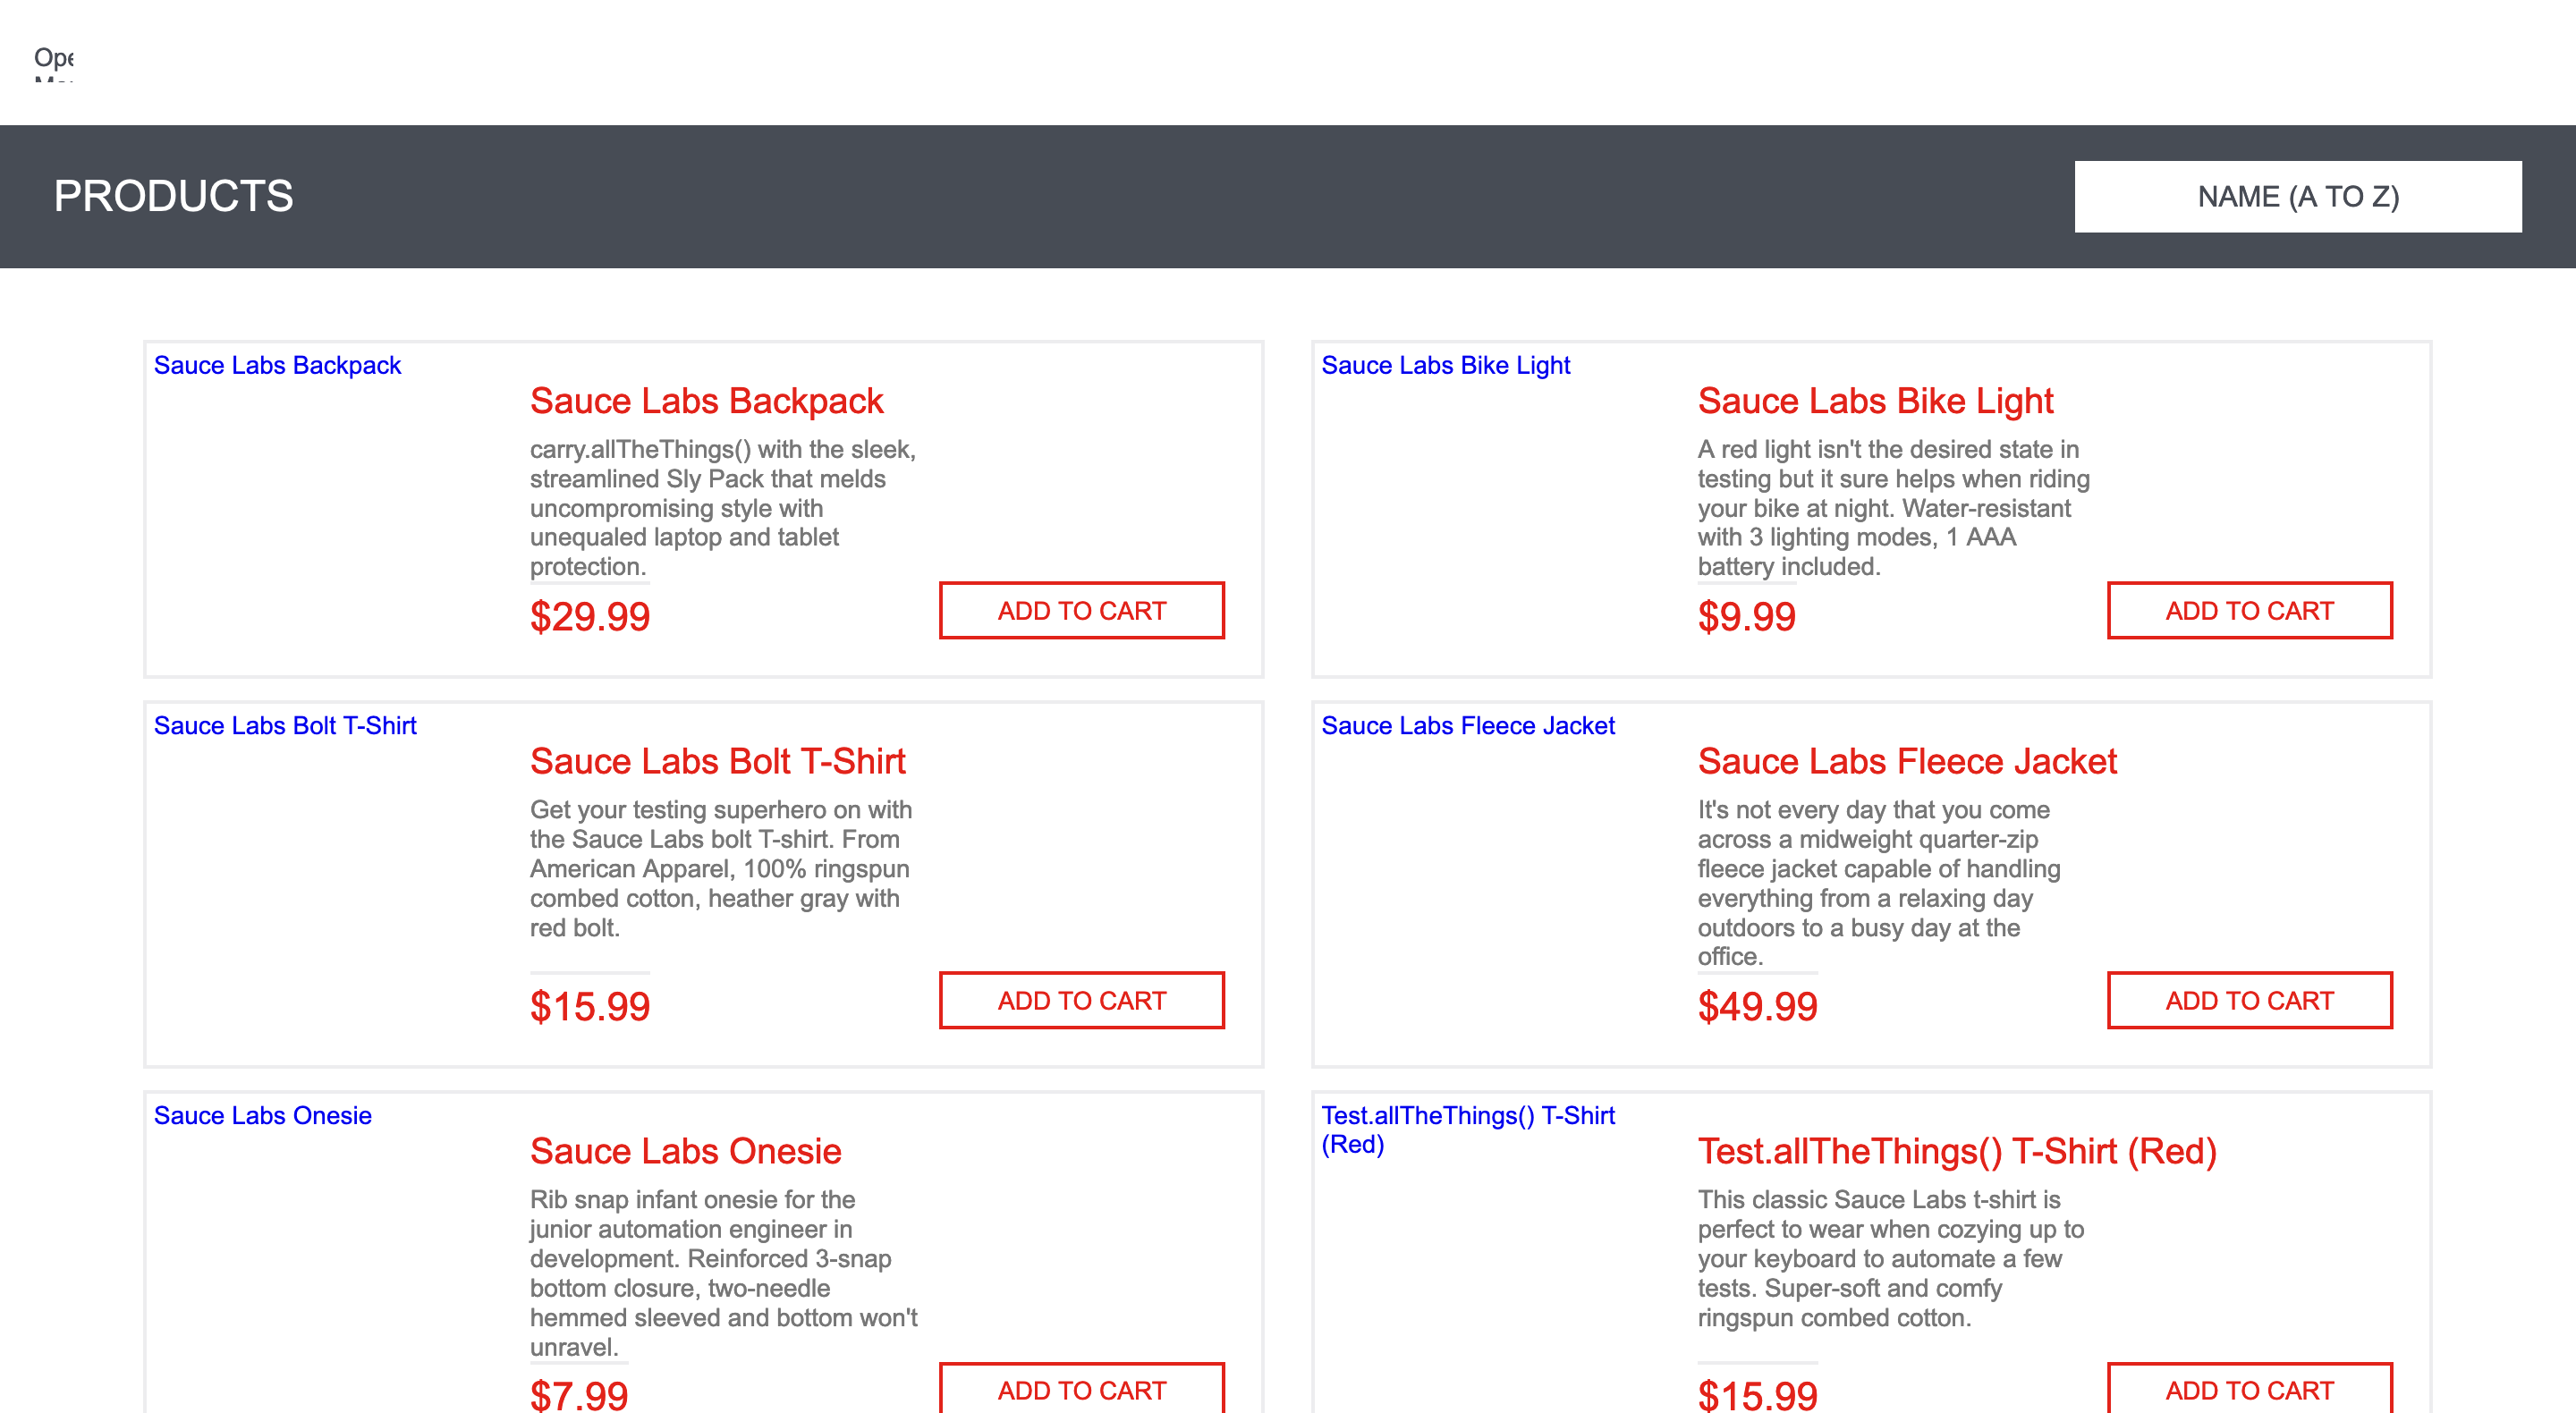 Ope
PRODUCTS
NAME (A TO Z)
Sauce Labs Backpack
Sauce Labs Backpack
carry.allTheThings() with the sleek,
streamlined Sly Pack that melds
uncompromising style with
unequaled laptop and tablet
protection.
$29.99
ADD TO CART
Sauce Labs Bike Light
Sauce Labs Bike Light
A red light isn't the desired state in
testing but it sure helps when riding
your bike at night. Water-resistant
with 3 lighting modes, 1 AAA
battery included.
$9.99
ADD TO CART
Sauce Labs Bolt T-Shirt
Sauce Labs Bolt T-Shirt
Get your testing superhero on with
the Sauce Labs bolt T-shirt. From
American Apparel, 100% ringspun
combed cotton, heather gray with
red bolt.
$15.99
ADD TO CART
Sauce Labs Fleece Jacket
Sauce Labs Fleece Jacket
It's not every day that you come
across a midweight quarter-zip
fleece jacket capable of handling
everything from a relaxing day
outdoors to a busy day at the
office.
$49.99
ADD TO CART
Sauce Labs Onesie
Sauce Labs Onesie
Rib snap infant onesie for the
junior automation engineer in
development. Reinforced 3-snap
bottom closure, two-needle
hemmed sleeved and bottom won't
unravel.
$7.99
ADD TO CART
Test.allTheThings() T-Shirt
(Red)
Test.allTheThings() T-Shirt (Red)
This classic Sauce Labs t-shirt is
perfect to wear when cozying up to
your keyboard to automate a few
tests. Super-soft and comfy
ringspun combed cotton.
$15.99
ADD TO CART